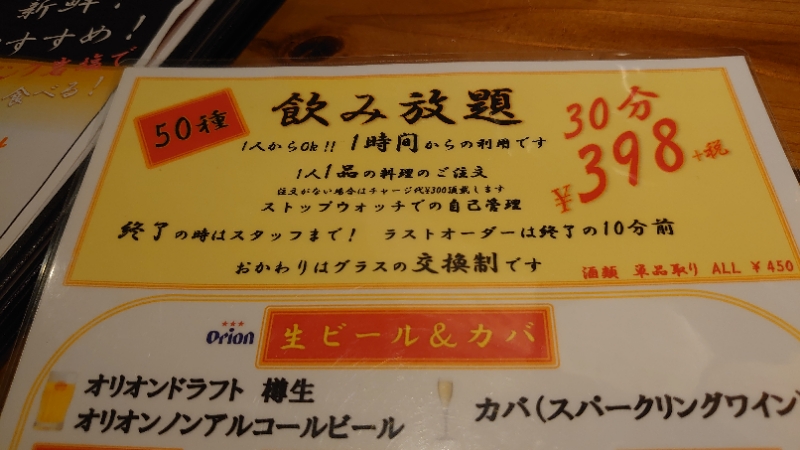 新鮮!
すすめ!
食べる!
50種
飲み放題
30分
¥398+税
1人からOk!! 1時間からの利用です
1人1品の料理のご注文
注文がない場合はチャージ代¥300頂戴します
ストップウォッチでの自己管理
終了の時はスタッフまで! ラストオーダーは終了の10分前
おかわりはグラスの交換制です
酒類 単品取り ALL ¥450
Orion
生ビール&カバ
オリオンドラフト 樽生
オリオンノンアルコールビール
カバ(スパークリングワイン)